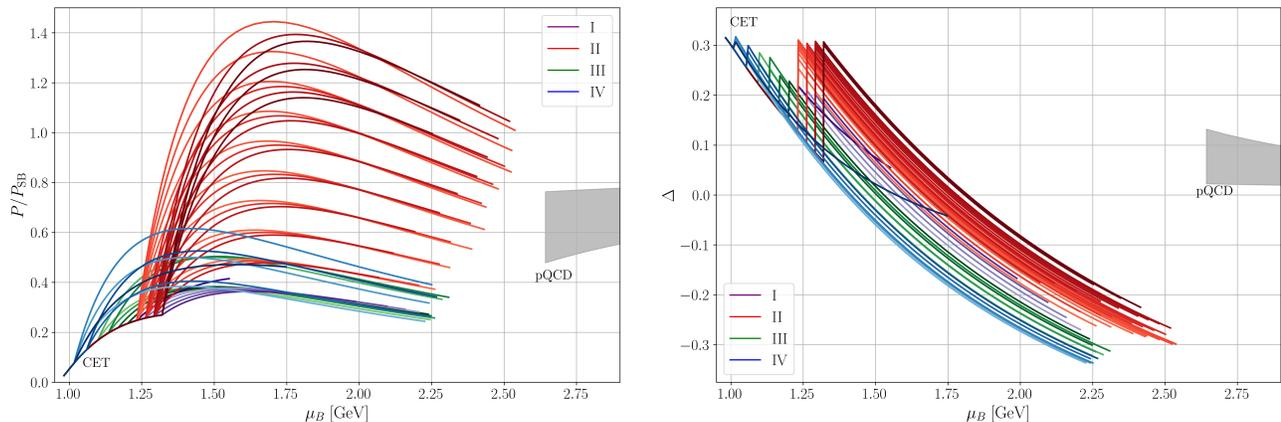 1.4
1.2
1.0
0.8
0.6
0.4
0.2
0.0
P/P_SB
I
II
III
IV
pQCD
CET
1.00
1.25
1.50
1.75
2.00
2.25
2.50
2.75
μ_B [GeV]
CET
0.3
0.2
0.1
0.0
−0.1
−0.2
−0.3
Δ
pQCD
I
II
III
IV
1.00
1.25
1.50
1.75
2.00
2.25
2.50
2.75
μ_B [GeV]